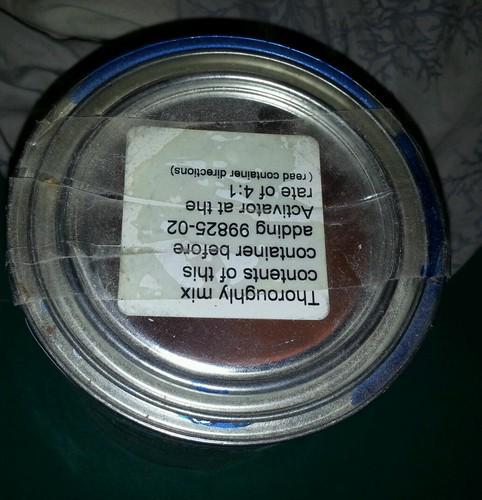 Thoroughly mix
contents of this
container before
adding 99825-02
Activator at the
rate of 4:1
( read container directions)